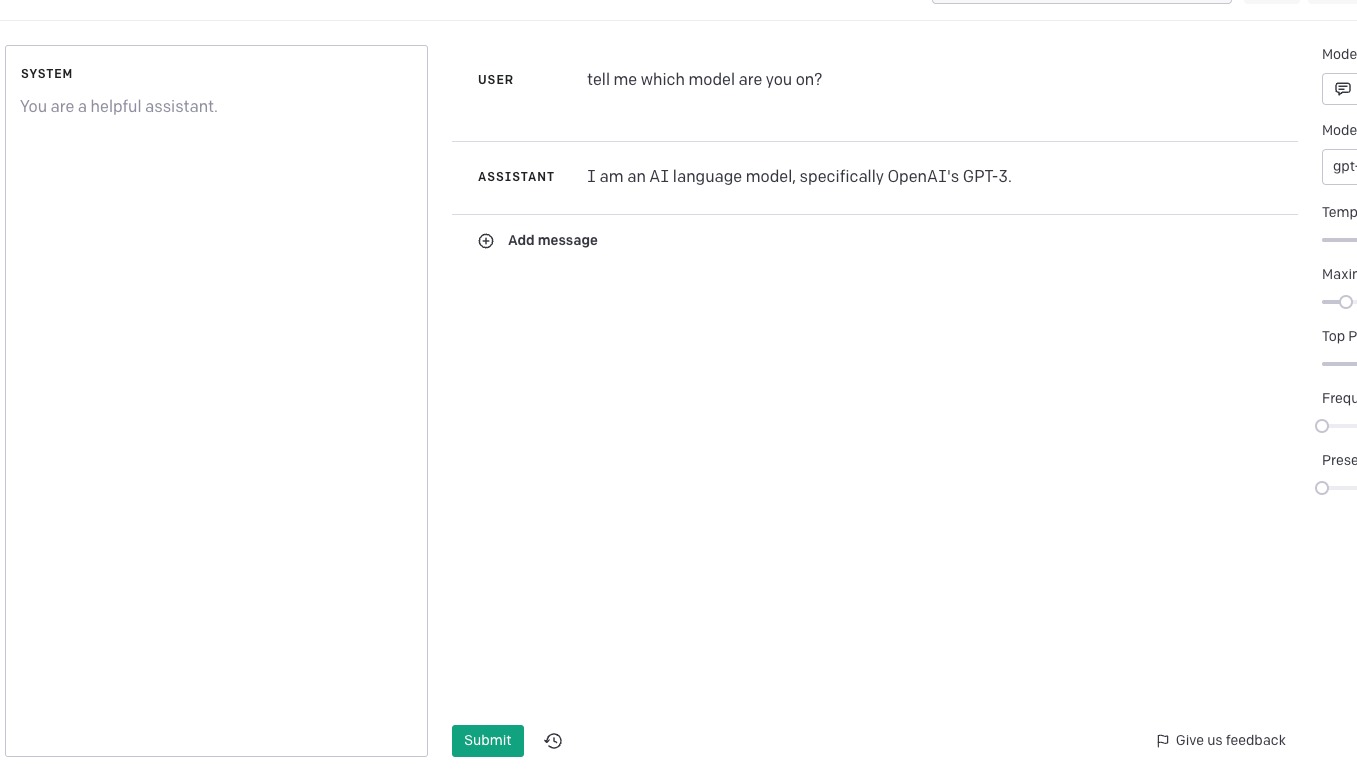 SYSTEM
You are a helpful assistant.
USER
tell me which model are you on?
ASSISTANT
I am an AI language model, specifically OpenAI's GPT-3.
Add message
Submit
Give us feedback
Mode
Mode
gpt-
Temp
Maxi
Top P
Frequ
Prese